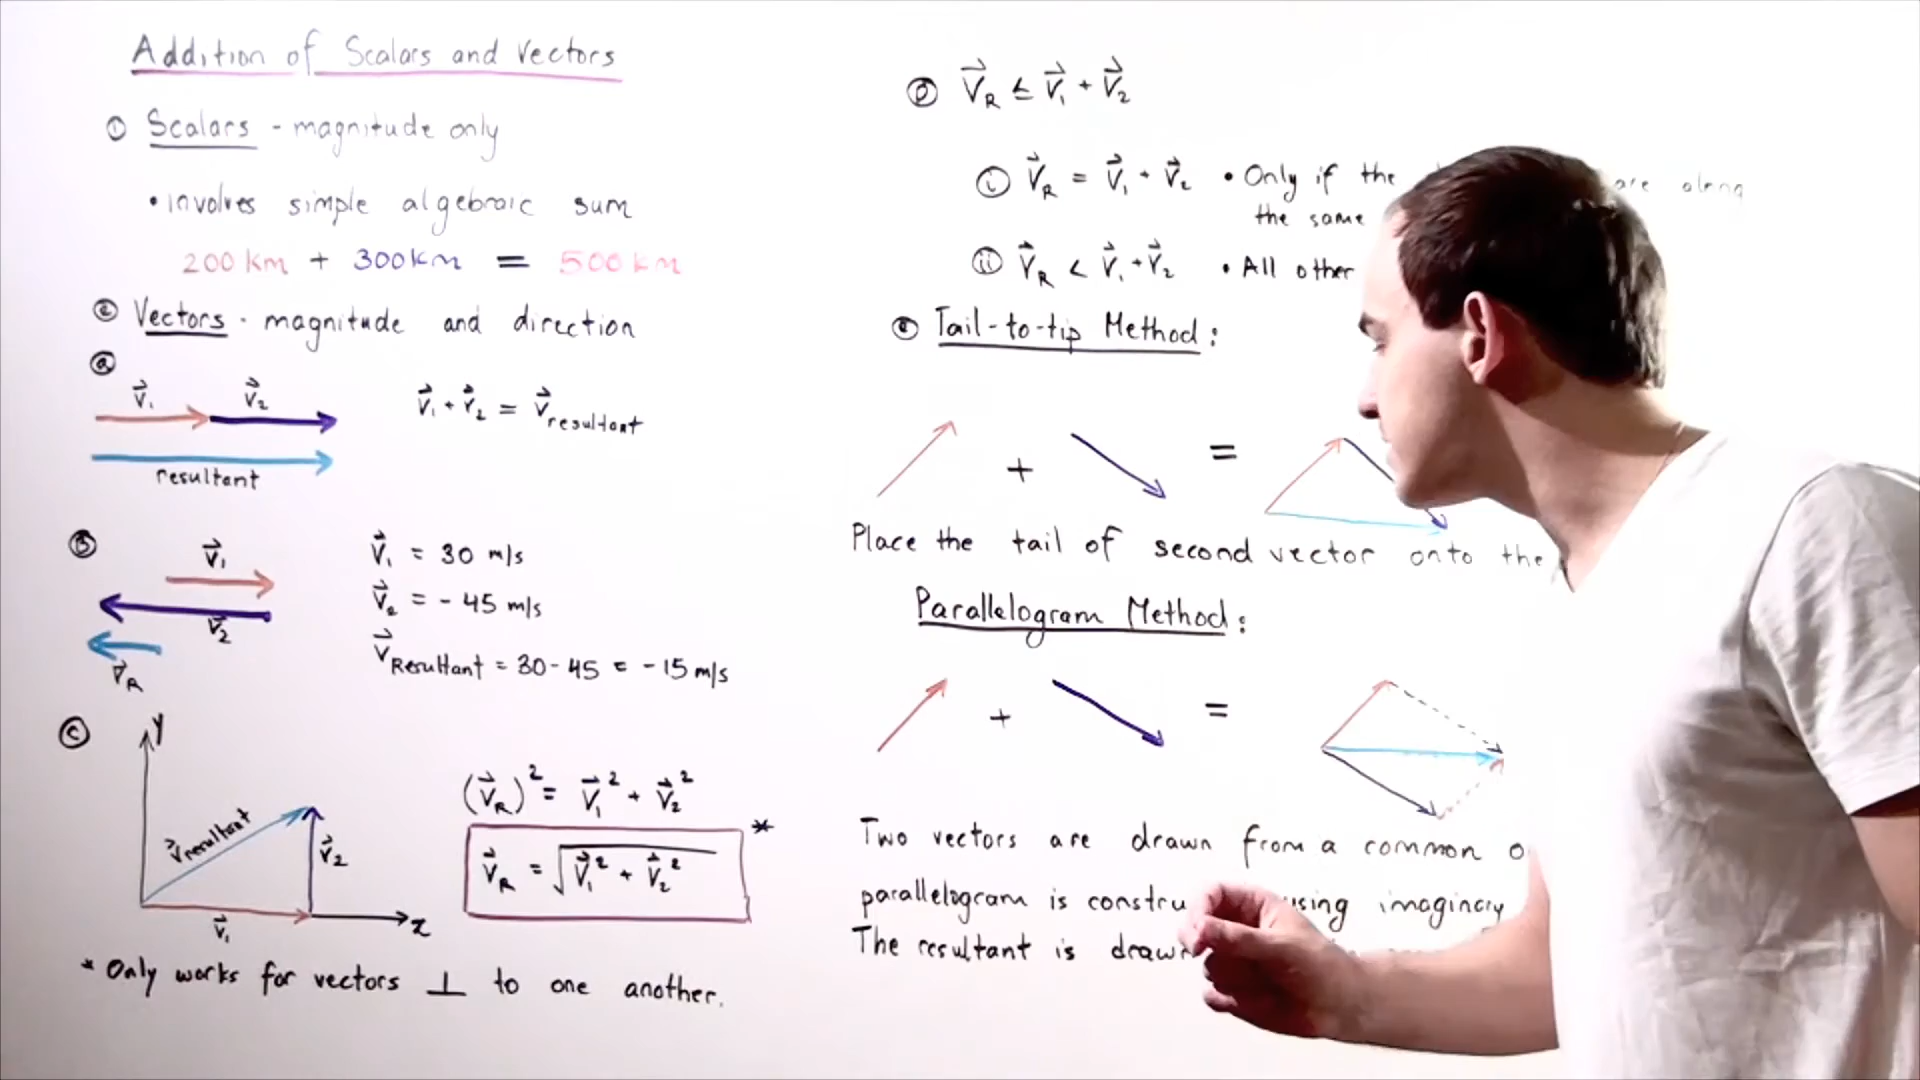 Addition of Scalars and Vectors
① Scalars - magnitude only
• involves simple algebraic sum
200 km + 300 km = 500 km
② Vectors - magnitude and direction
ⓐ
V⃗₁ V⃗₂
V⃗₁ + V⃗₂ = V⃗resultant
resultant
Ⓑ
V⃗₁
V⃗₂
V⃗R
V⃗₁ = 30 m/s
V⃗₂ = - 45 m/s
V⃗Resultant = 30 - 45 = - 15 m/s
Ⓒ
y
V⃗resultant
V⃗₂
V⃗₁
x
(V⃗R)² = V⃗₁² + V⃗₂²
V⃗R = √(V⃗₁² + V⃗₂²) *
* Only works for vectors ⊥ to one another.
Ⓓ V⃗R ≤ V⃗₁ + V⃗₂
ⓘ V⃗R = V⃗₁ + V⃗₂ • Only if the are along
the same
ⓘⓘ V⃗R < V⃗₁ + V⃗₂ • All other
ⓔ Tail-to-tip Method:
+ =
Place the tail of second vector onto the
Parallelogram Method:
+ =
Two vectors are drawn from a common
parallelogram is using imaginary
The resultant is